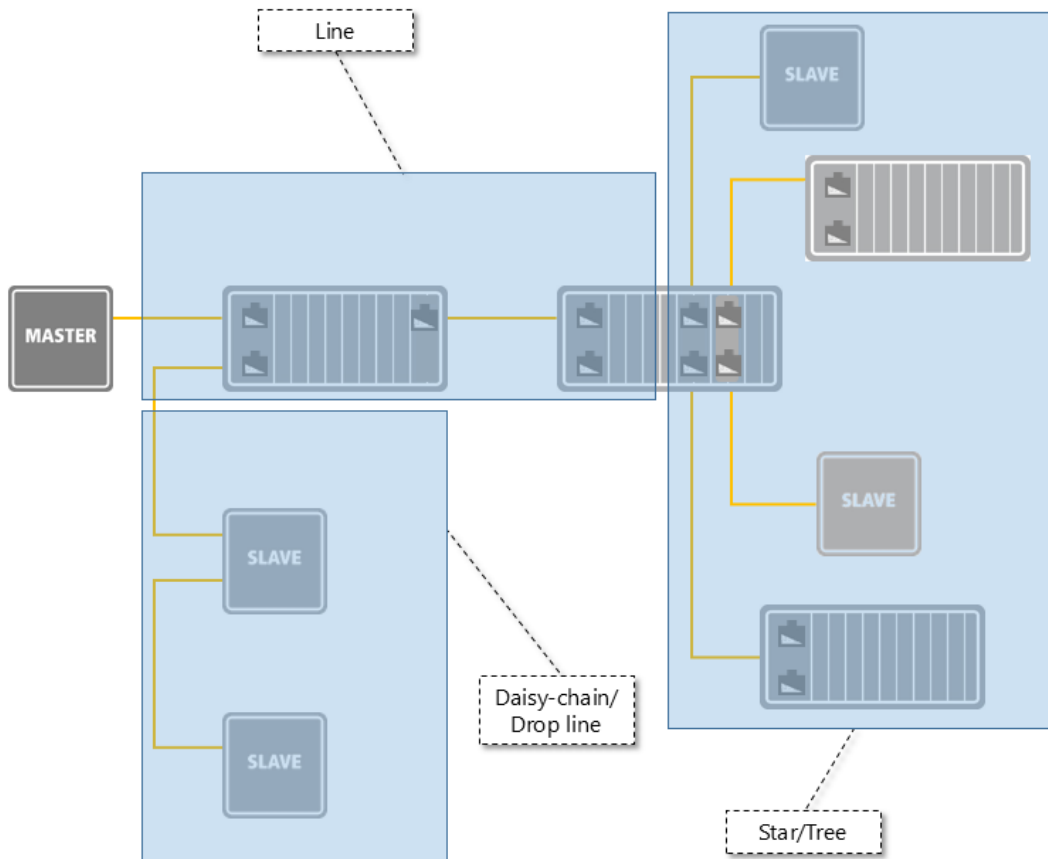 Line
SLAVE
MASTER
SLAVE
SLAVE
Daisy-chain/
Drop line
SLAVE
Star/Tree